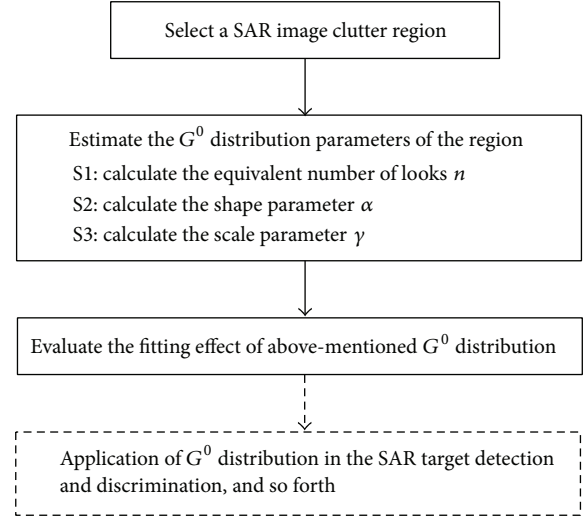 Select a SAR image clutter region
Estimate the G⁰ distribution parameters of the region
S1: calculate the equivalent number of looks n
S2: calculate the shape parameter α
S3: calculate the scale parameter γ
Evaluate the fitting effect of above-mentioned G⁰ distribution
Application of G⁰ distribution in the SAR target detection
and discrimination, and so forth